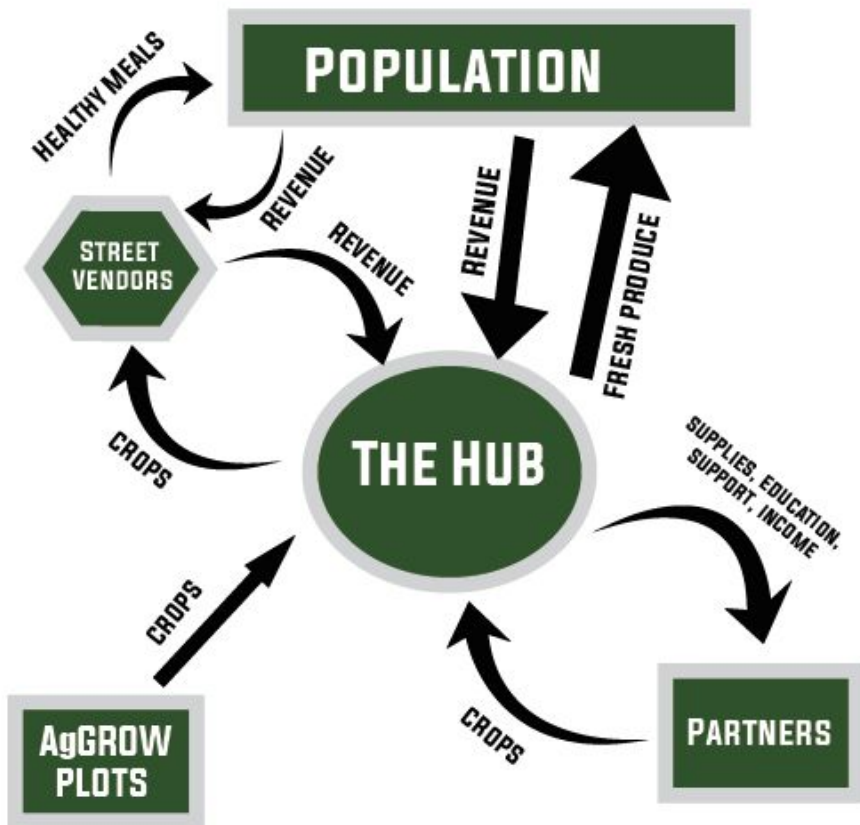 POPULATION
HEALTHY MEALS
REVENUE
STREET
VENDORS
REVENUE
REVENUE
FRESH PRODUCE
CROPS
THE HUB
SUPPLIES, EDUCATION,
SUPPORT, INCOME
CROPS
AgGROW
PLOTS
CROPS
PARTNERS